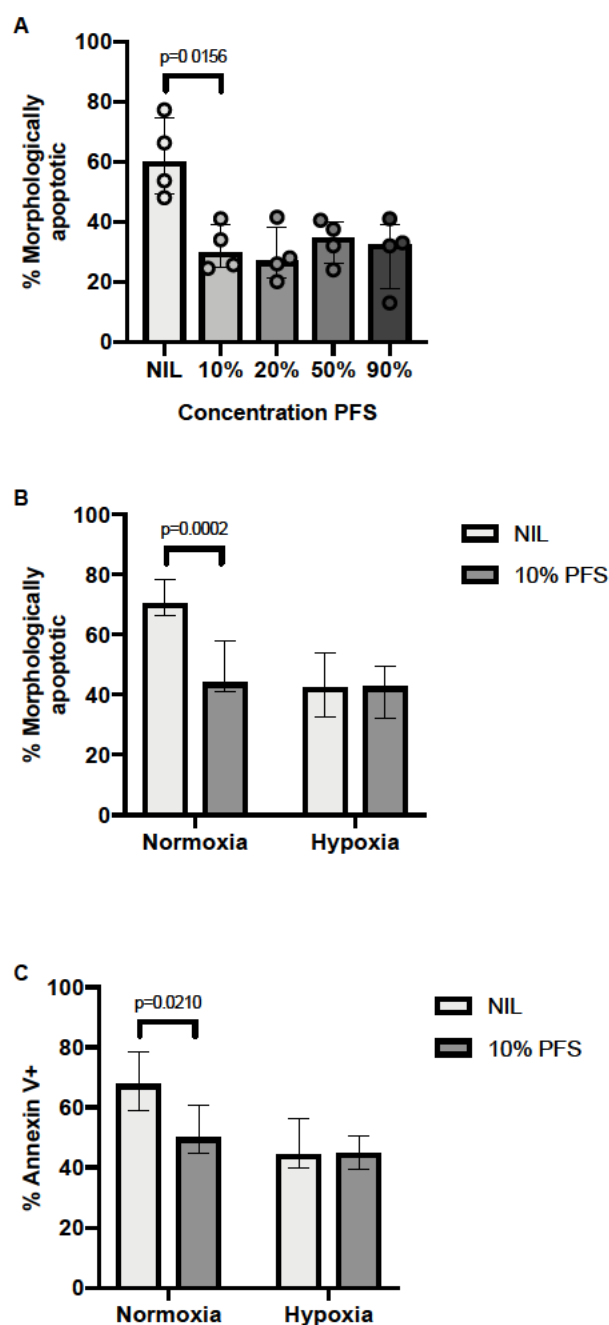 A
p=0 0156
% Morphologically
apoptotic
100
80
60
40
20
0
NIL 10% 20% 50% 90%
Concentration PFS
B
p=0.0002
NIL
10% PFS
% Morphologically
apoptotic
100
80
60
40
20
0
Normoxia Hypoxia
C
p=0.0210
NIL
10% PFS
% Annexin V+
100
80
60
40
20
0
Normoxia Hypoxia